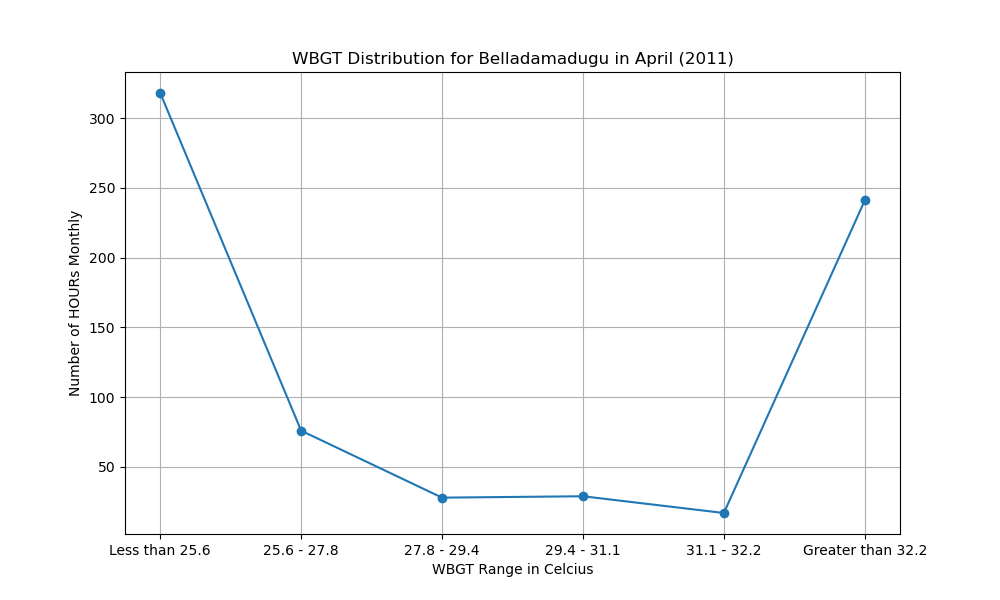 WBGT Distribution for Belladamadugu in April (2011)
Number of HOURs Monthly
300
250
200
150
100
50
Less than 25.6
25.6 - 27.8
27.8 - 29.4
29.4 - 31.1
31.1 - 32.2
Greater than 32.2
WBGT Range in Celcius